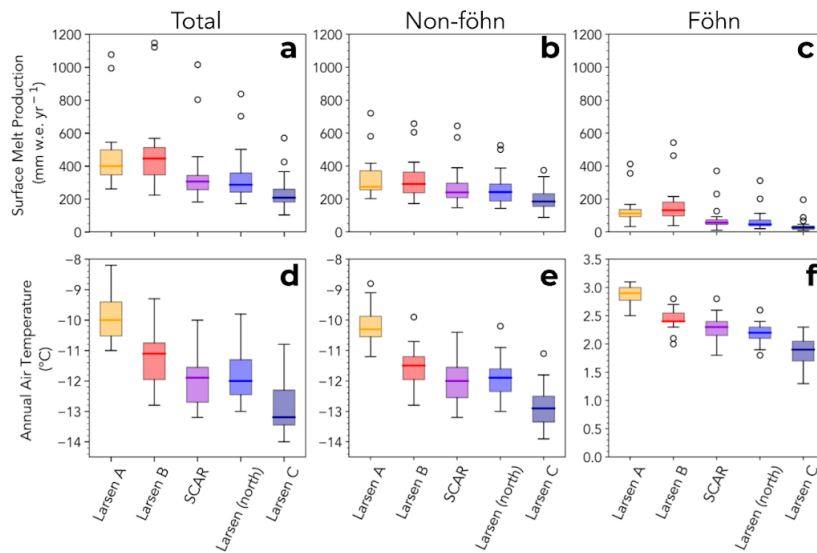 Total
Non-föhn
Föhn
Surface Melt Production
(mm w.e. yr⁻¹)
a
1200
1000
800
600
400
200
0
b
1200
1000
800
600
400
200
0
c
1200
1000
800
600
400
200
0
Annual Air Temperature
(°C)
d
−8
−9
−10
−11
−12
−13
−14
e
−8
−9
−10
−11
−12
−13
−14
f
3.5
3.0
2.5
2.0
1.5
1.0
0.5
0.0
Larsen A
Larsen B
SCAR
Larsen (north)
Larsen C
Larsen A
Larsen B
SCAR
Larsen (north)
Larsen C
Larsen A
Larsen B
SCAR
Larsen (north)
Larsen C